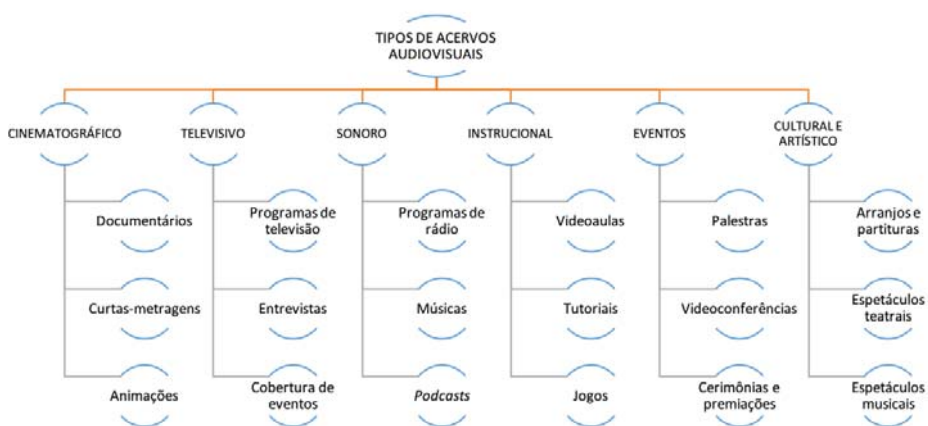 TIPOS DE ACERVOS
AUDIOVISUAIS
CINEMATOGRÁFICO
TELEVISIVO
SONORO
INSTRUCIONAL
EVENTOS
CULTURAL E
ARTÍSTICO
Documentários
Programas de
televisão
Programas de
rádio
Videoaulas
Palestras
Arranjos e
partituras
Curtas-metragens
Entrevistas
Músicas
Tutoriais
Videoconferências
Espetáculos
teatrais
Animações
Cobertura de
eventos
Podcasts
Jogos
Cerimônias e
premiações
Espetáculos
musicais